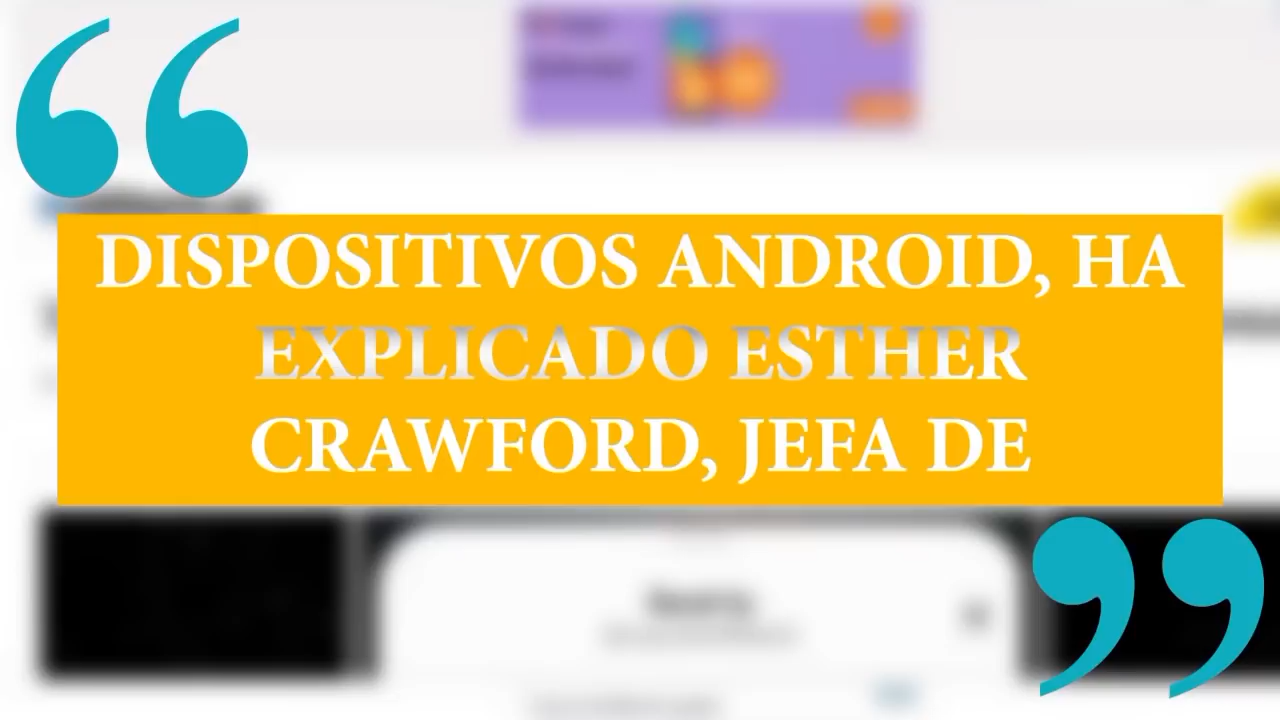 DISPOSITIVOS ANDROID, HA
EXPLICADO ESTHER
CRAWFORD, JEFA DE